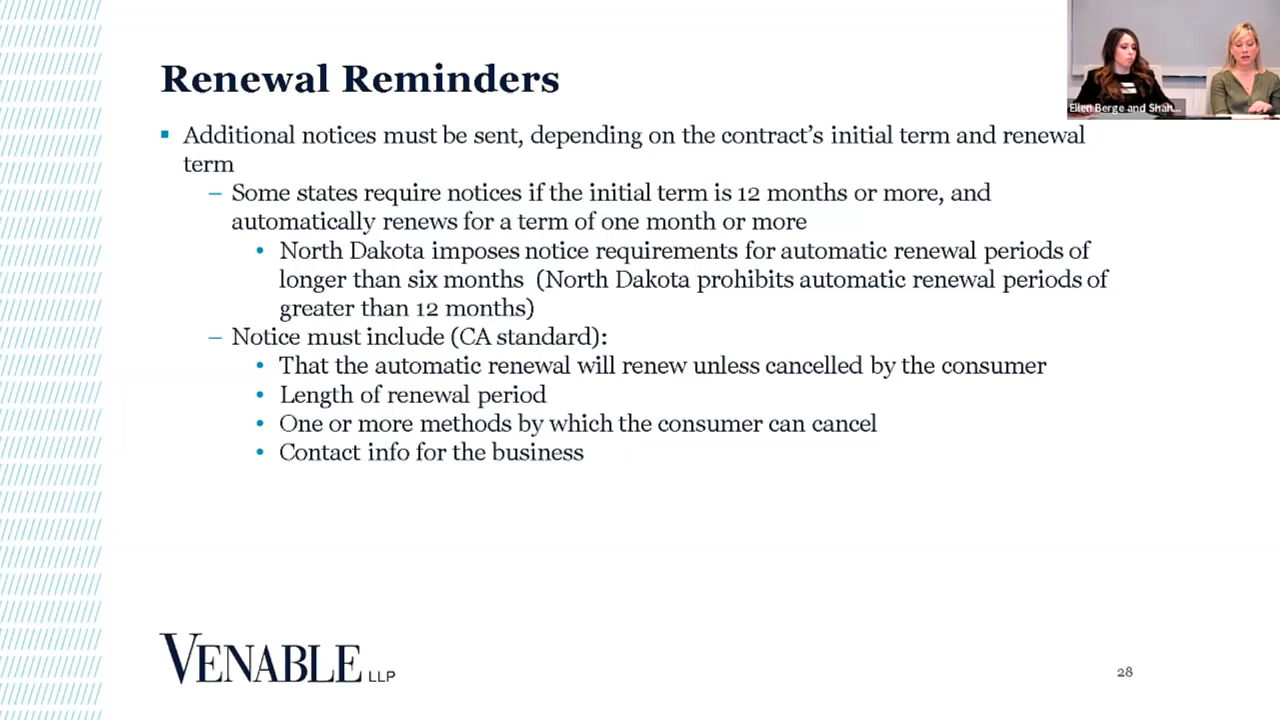 Renewal Reminders
Additional notices must be sent, depending on the contract's initial term and renewal
term
– Some states require notices if the initial term is 12 months or more, and
automatically renews for a term of one month or more
• North Dakota imposes notice requirements for automatic renewal periods of
longer than six months (North Dakota prohibits automatic renewal periods of
greater than 12 months)
– Notice must include (CA standard):
• That the automatic renewal will renew unless cancelled by the consumer
• Length of renewal period
• One or more methods by which the consumer can cancel
• Contact info for the business
VENABLE LLP
28
Ellen Berge and Shah...